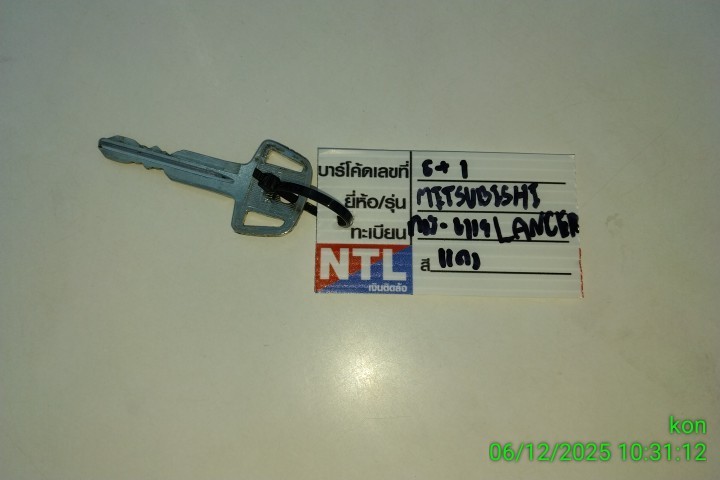 บาร์โค้ดเลขที่ 6+1
ยี่ห้อ/รุ่น MITSUBISHI
ทะเบียน LANCER
NTL
เงินติดล้อ
สี แดง
kon
06/12/2025 10:31:12